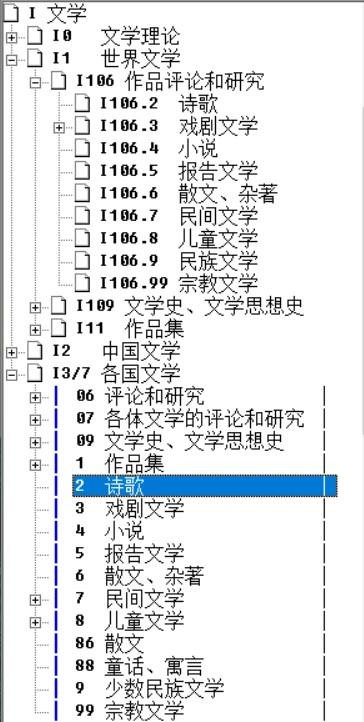 I 文学
I0 文学理论
I1 世界文学
I106 作品评论和研究
I106.2 诗歌
I106.3 戏剧文学
I106.4 小说
I106.5 报告文学
I106.6 散文、杂著
I106.7 民间文学
I106.8 儿童文学
I106.9 民族文学
I106.99 宗教文学
I109 文学史、文学思想史
I11 作品集
I2 中国文学
I3/7 各国文学
06 评论和研究
07 各体文学的评论和研究
09 文学史、文学思想史
1 作品集
2 诗歌
3 戏剧文学
4 小说
5 报告文学
6 散文、杂著
7 民间文学
8 儿童文学
86 散文
88 童话、寓言
9 少数民族文学
99 宗教文学